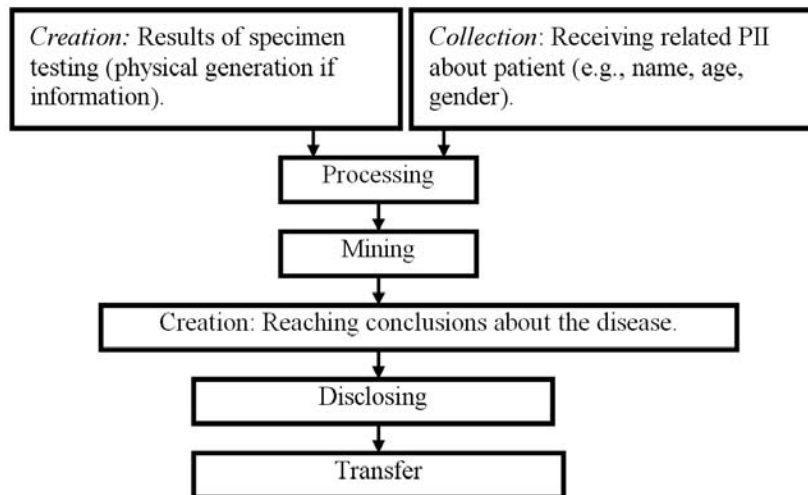 Creation: Results of specimen
testing (physical generation if
information).
Collection: Receiving related PII
about patient (e.g., name, age,
gender).
Processing
Mining
Creation: Reaching conclusions about the disease.
Disclosing
Transfer